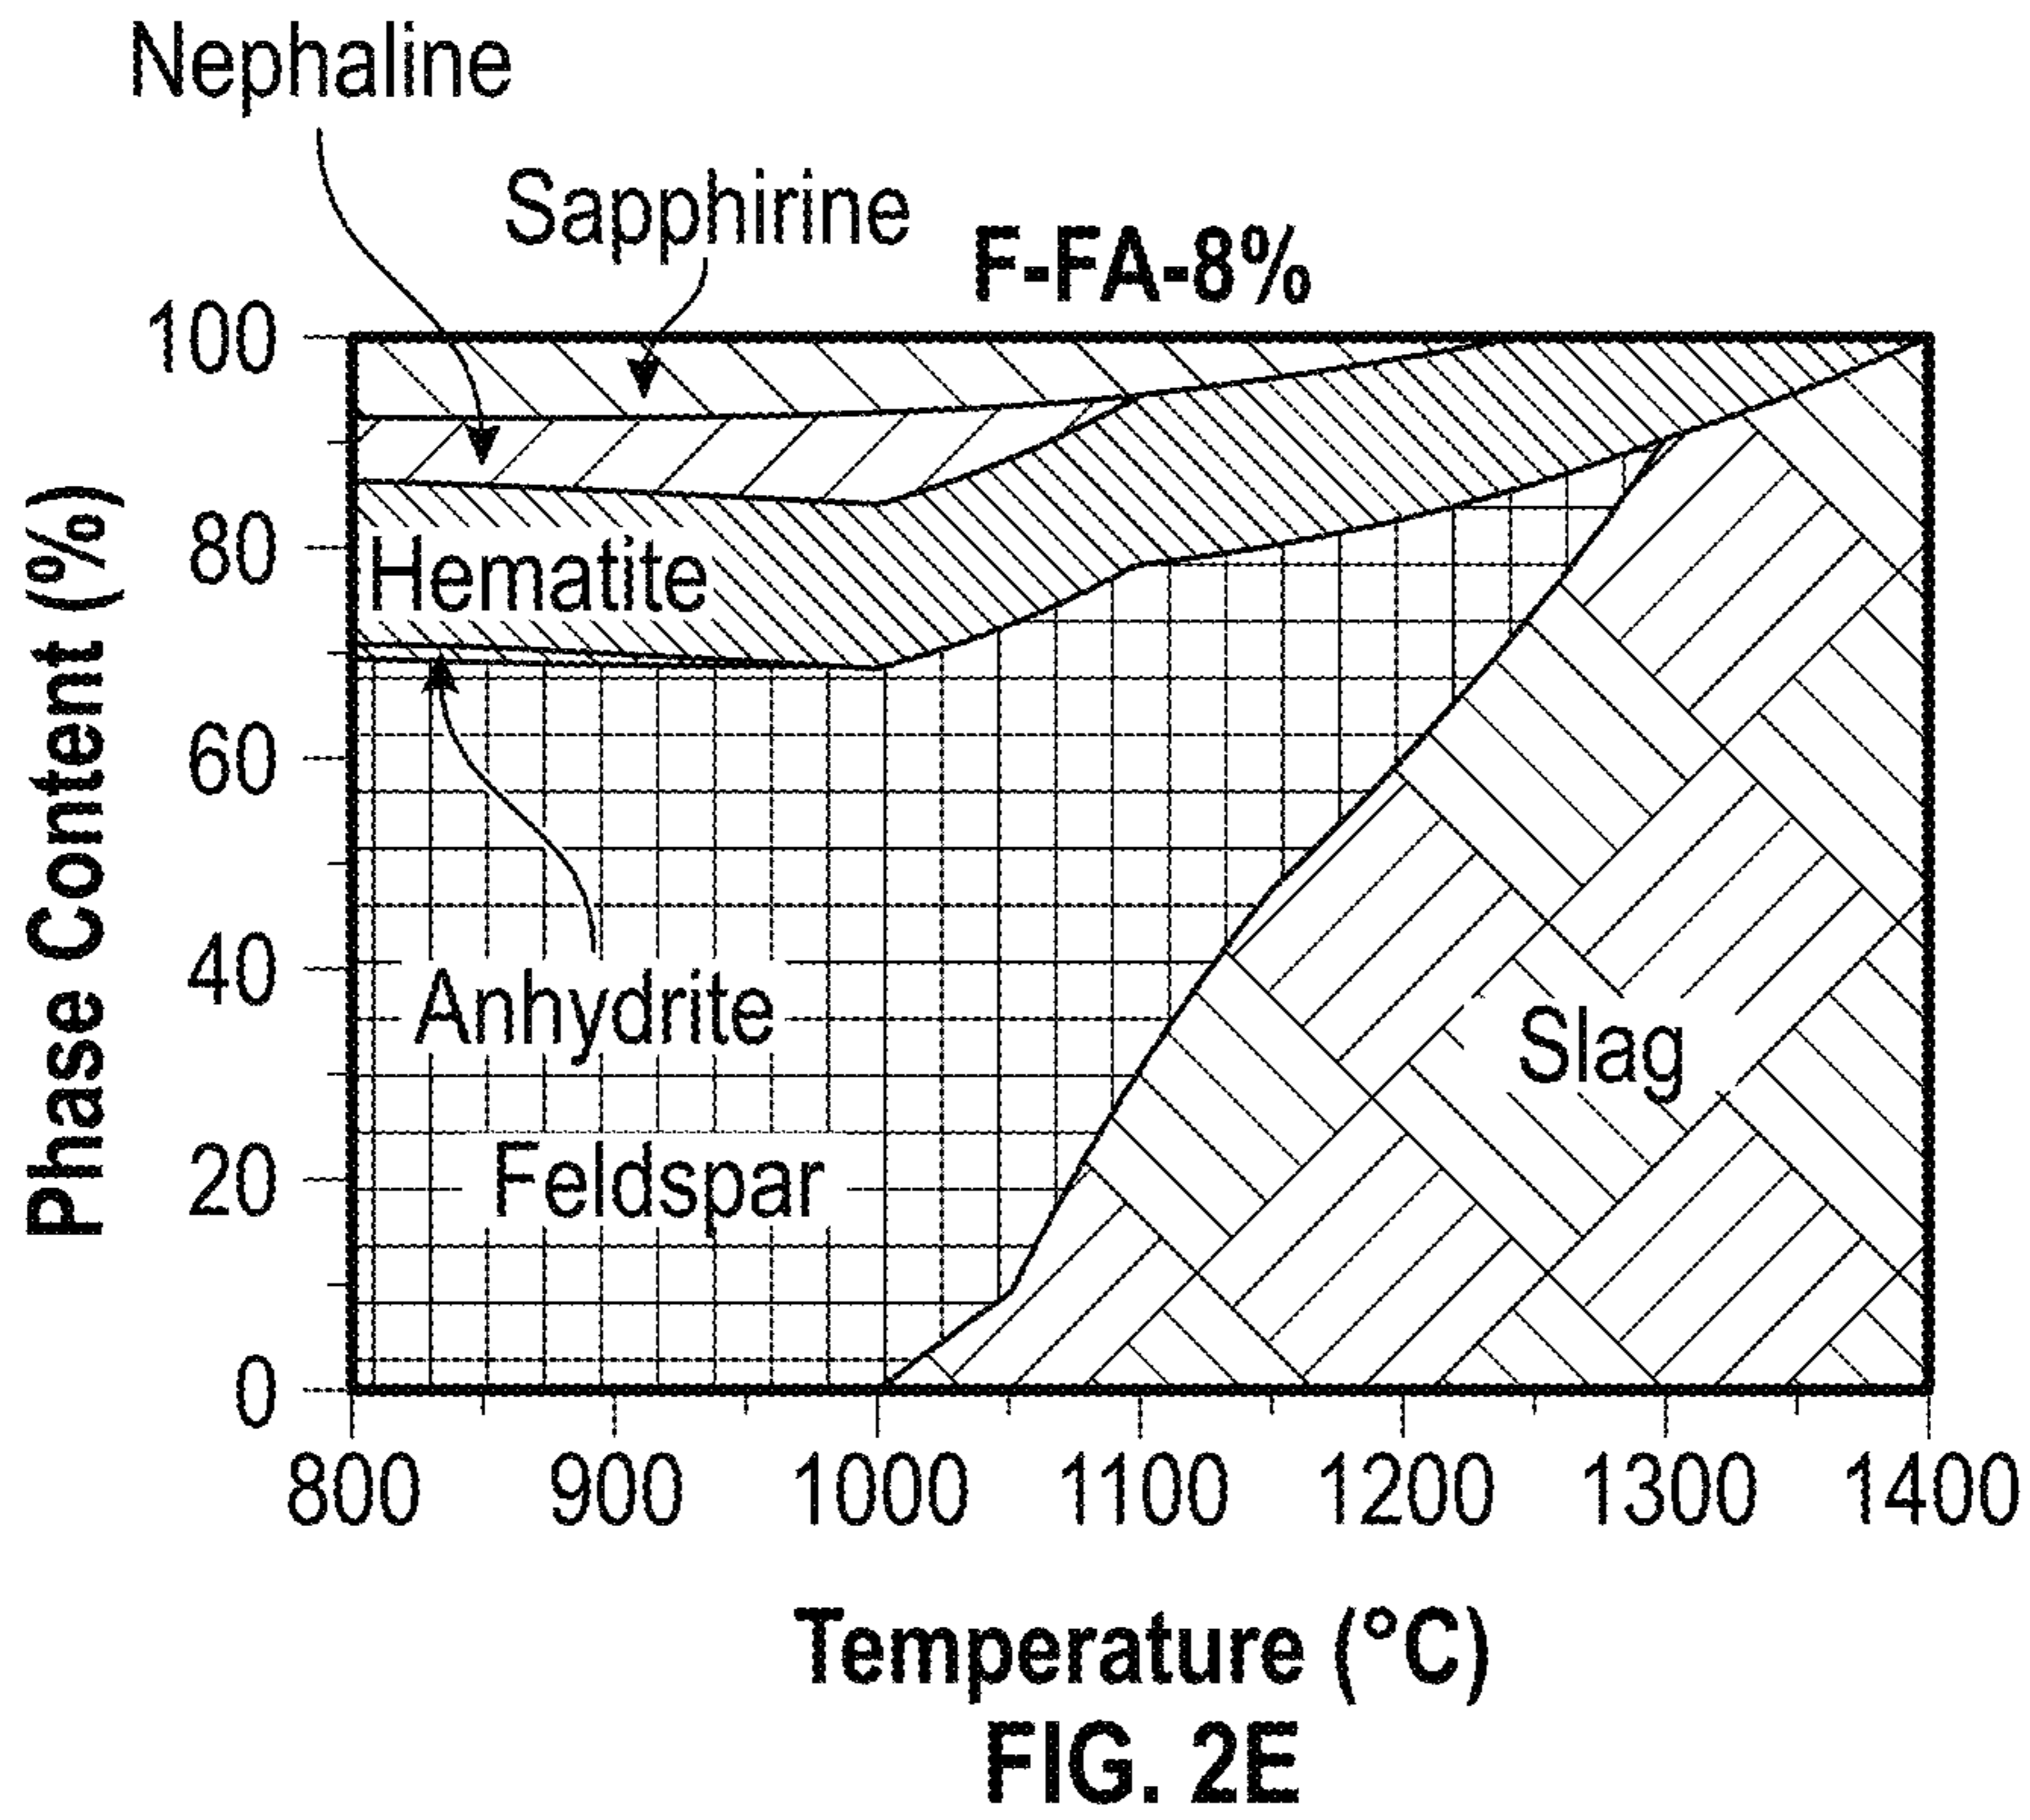 Nephaline
Sapphirine
F-FA-8%
Phase Content (%)
100
80
60
40
20
0
Hematite
Anhydrite
Feldspar
Slag
800 900 1000 1100 1200 1300 1400
Temperature (°C)
FIG. 2E